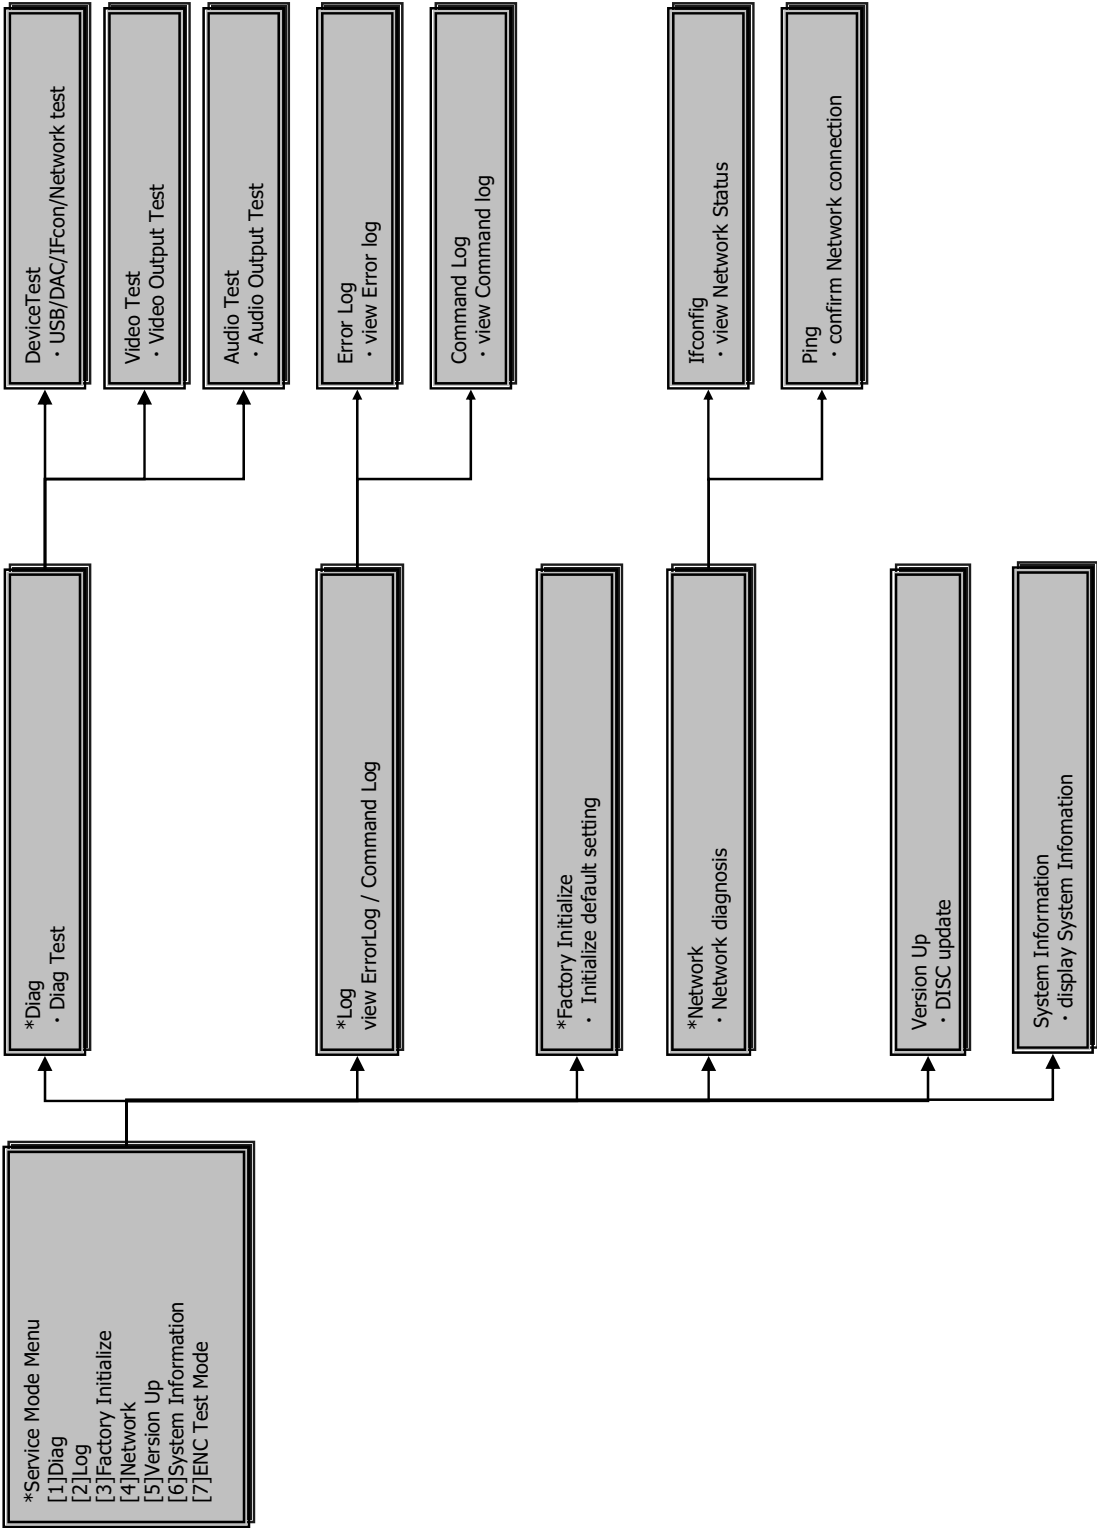 *Service Mode Menu
[1]Diag
[2]Log
[3]Factory Initialize
[4]Network
[5]Version Up
[6]System Information
[7]ENC Test Mode
*Diag
・Diag Test
DeviceTest
・USB/DAC/IFcon/Network test
Video Test
・Video Output Test
Audio Test
・Audio Output Test
*Log
view ErrorLog / Command Log
Error Log
・view Error log
Command Log
・view Command log
*Factory Initialize
・Initialize default setting
*Network
・Network diagnosis
Ifconfig
・view Network Status
Ping
・confirm Network connection
Version Up
・DISC update
System Information
・display System Infomation